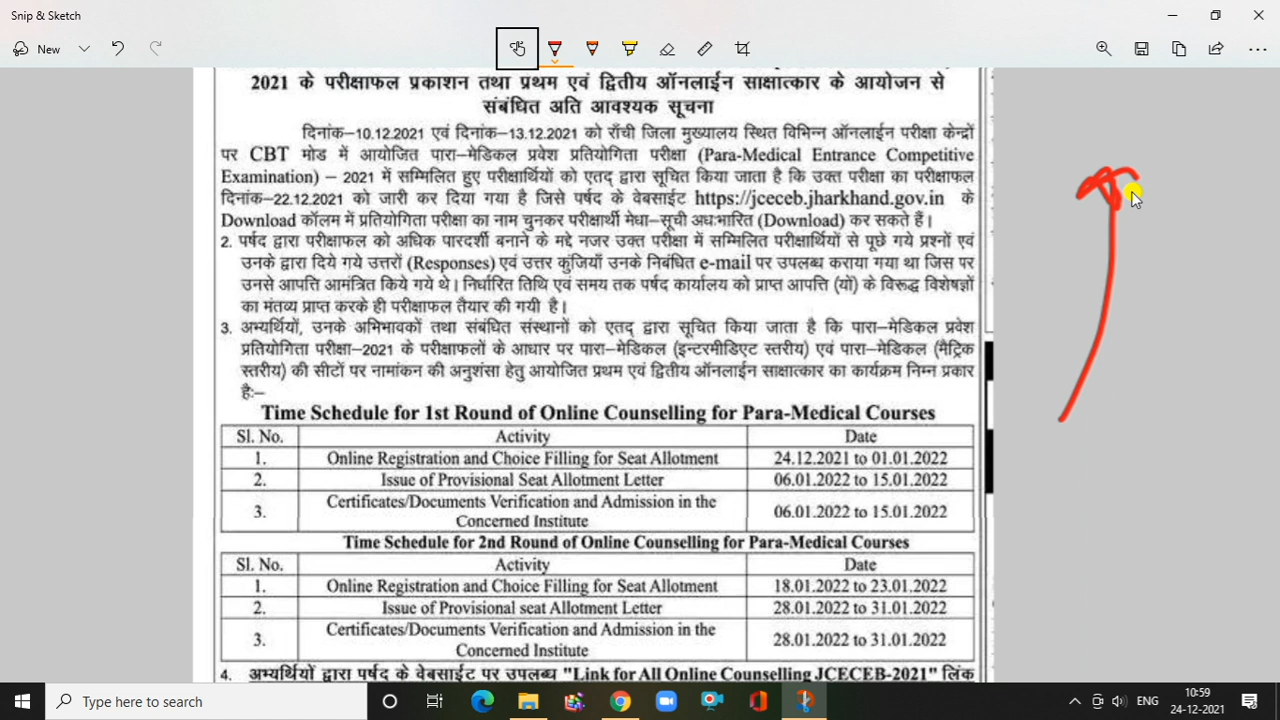 Snip & Sketch
New
2021 के परीक्षाफल प्रकाशन तथा प्रथम एवं द्वितीय ऑनलाईन साक्षात्कार के आयोजन से
संबंधित अति आवश्यक सूचना
दिनांक–10.12.2021 एवं दिनांक–13.12.2021 को राँची जिला मुख्यालय स्थित विभिन्न ऑनलाईन परीक्षा केन्द्रों
पर CBT मोड में आयोजित पारा–मेडिकल प्रवेश प्रतियोगिता परीक्षा (Para-Medical Entrance Competitive
Examination) – 2021 में सम्मिलित हुए परीक्षार्थियों को एतद् द्वारा सूचित किया जाता है कि उक्त परीक्षा का परीक्षाफल
दिनांक–22.12.2021 को जारी कर दिया गया है जिसे पर्षद के वेबसाईट https://jceceb.jharkhand.gov.in के
Download कॉलम में प्रतियोगिता परीक्षा का नाम चुनकर परीक्षार्थी मेधा–सूची अधःभारित (Download) कर सकते हैं।
2. पर्षद द्वारा परीक्षाफल को अधिक पारदर्शी बनाने के मद्दे नजर उक्त परीक्षा में सम्मिलित परीक्षार्थियों से पूछे गये प्रश्नों एवं
उनके द्वारा दिये गये उत्तरों (Responses) एवं उत्तर कुंजियाँ उनके निबंधित e-mail पर उपलब्ध कराया गया था जिस पर
उनसे आपत्ति आमंत्रित किये गये थे। निर्धारित तिथि एवं समय तक पर्षद कार्यालय को प्राप्त आपत्ति (यों) के विरूद्ध विशेषज्ञों
का मंतव्य प्राप्त करके ही परीक्षाफल तैयार की गयी है।
3. अभ्यर्थियों, उनके अभिभावकों तथा संबंधित संस्थानों को एतद् द्वारा सूचित किया जाता है कि पारा–मेडिकल प्रवेश
प्रतियोगिता परीक्षा–2021 के परीक्षाफलों के आधार पर पारा–मेडिकल (इन्टरमीडिएट स्तरीय) एवं पारा–मेडिकल (मैट्रिक
स्तरीय) की सीटों पर नामांकन की अनुशंसा हेतु आयोजित प्रथम एवं द्वितीय ऑनलाईन साक्षात्कार का कार्यक्रम निम्न प्रकार
है:–
Time Schedule for 1st Round of Online Counselling for Para-Medical Courses
Sl. No. Activity Date
1. Online Registration and Choice Filling for Seat Allotment 24.12.2021 to 01.01.2022
2. Issue of Provisional Seat Allotment Letter 06.01.2022 to 15.01.2022
3. Certificates/Documents Verification and Admission in the Concerned Institute 06.01.2022 to 15.01.2022
Time Schedule for 2nd Round of Online Counselling for Para-Medical Courses
Sl. No. Activity Date
1. Online Registration and Choice Filling for Seat Allotment 18.01.2022 to 23.01.2022
2. Issue of Provisional seat Allotment Letter 28.01.2022 to 31.01.2022
3. Certificates/Documents Verification and Admission in the Concerned Institute 28.01.2022 to 31.01.2022
4. अभ्यर्थियों द्वारा पर्षद के वेबसाईट पर उपलब्ध "Link for All Online Counselling JCECEB-2021" लिंक
Type here to search
ENG
10:59
24-12-2021